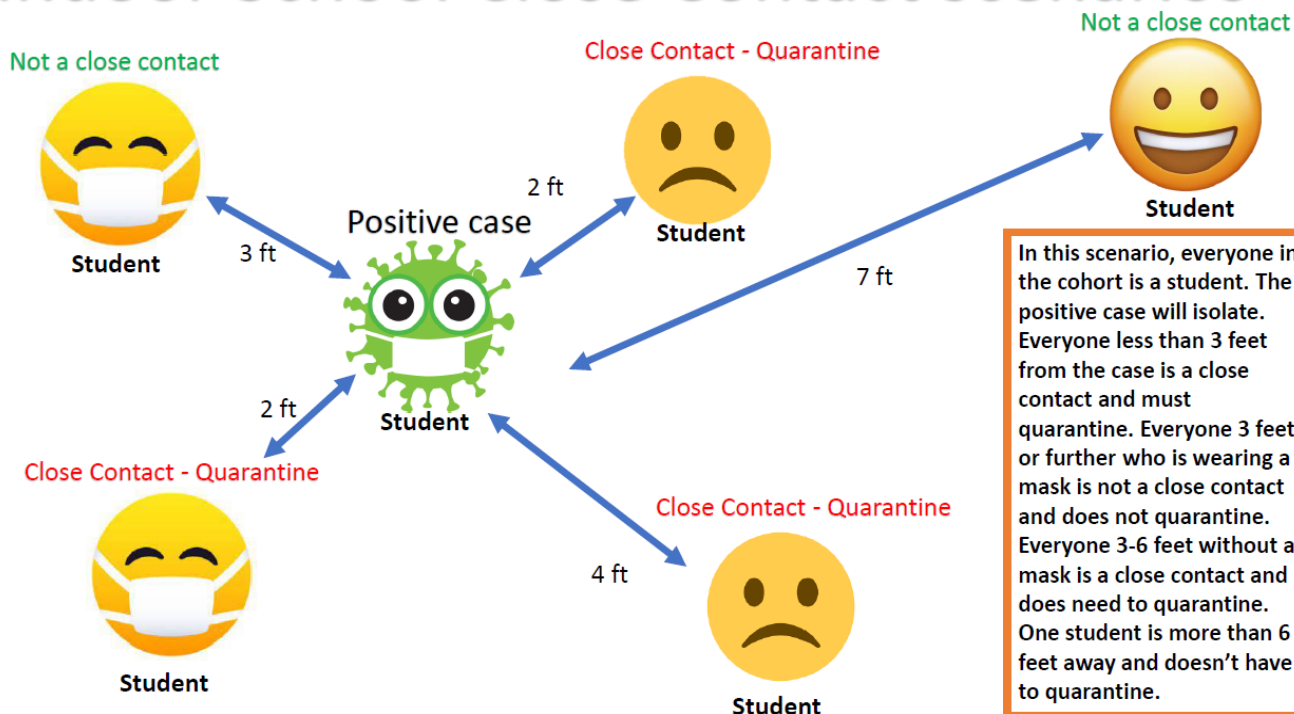 Not a close contact
Close Contact - Quarantine
Not a close contact
2 ft
Positive case
Student
Student
Student
3 ft
7 ft
In this scenario, everyone in
the cohort is a student. The
positive case will isolate.
Everyone less than 3 feet
from the case is a close
contact and must
quarantine. Everyone 3 feet
or further who is wearing a
mask is not a close contact
and does not quarantine.
Everyone 3-6 feet without a
mask is a close contact and
does need to quarantine.
One student is more than 6
feet away and doesn't have
to quarantine.
2 ft
Student
Close Contact - Quarantine
Close Contact - Quarantine
4 ft
Student
Student